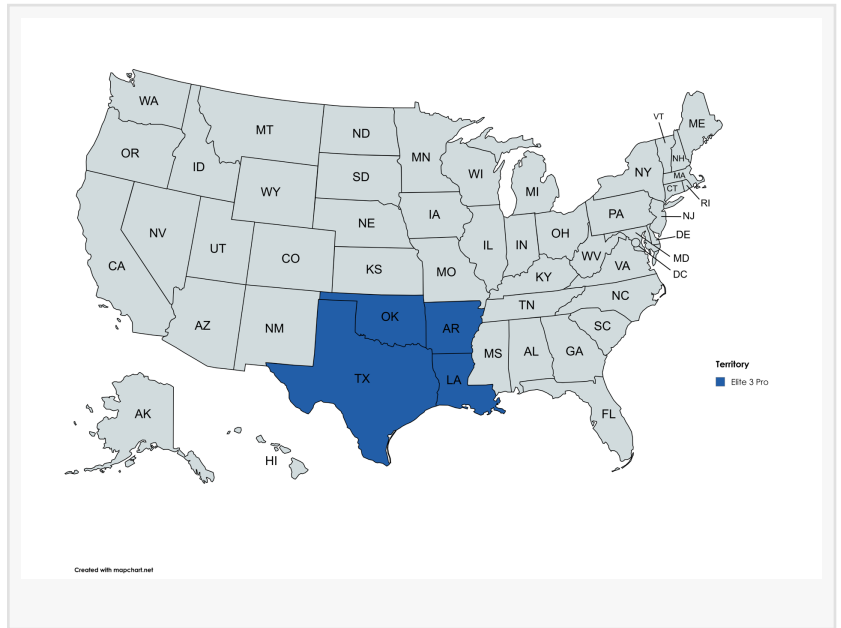 WA
MT
ND
MN
OR
ID
SD
WI
MI
VT
ME
NH
NY
MA
CT
RI
WY
IA
NE
PA
NJ
NV
UT
CO
IL
IN
OH
DE
MD
DC
WV
VA
CA
KS
MO
KY
NC
TN
AZ
NM
OK
AR
SC
MS
AL
GA
TX
LA
Territory
Elite 3 Pro
AK
FL
HI
Created with mapchart.net